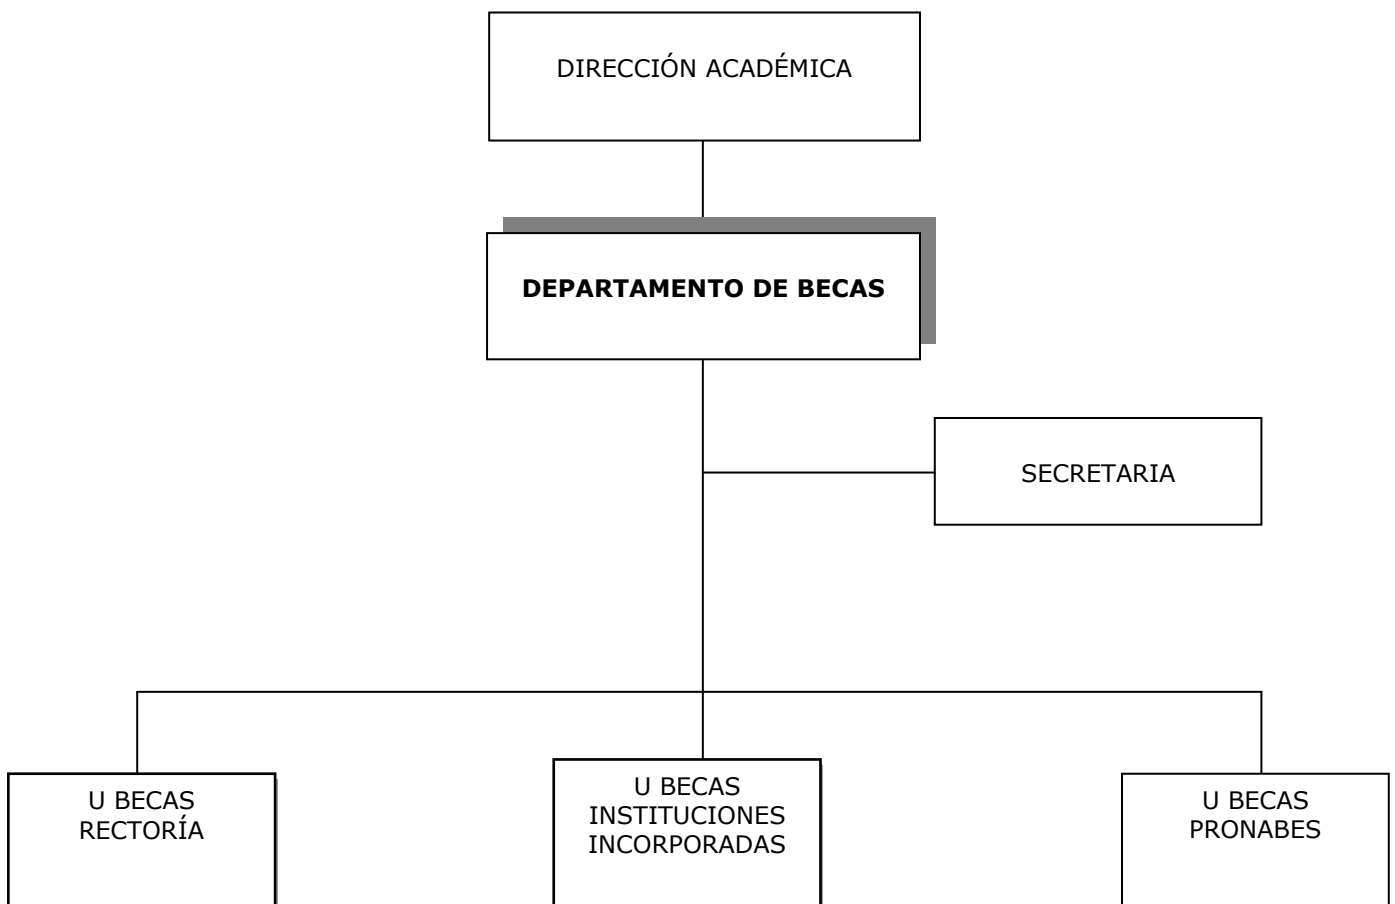 DIRECCIÓN ACADÉMICA
DEPARTAMENTO DE BECAS
SECRETARIA
U BECAS
RECTORÍA
U BECAS
INSTITUCIONES
INCORPORADAS
U BECAS
PRONABES